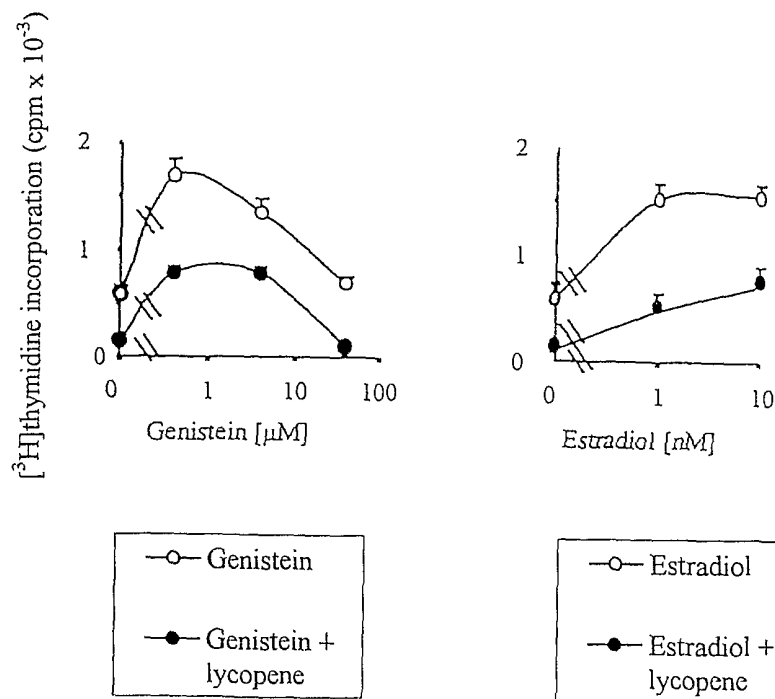 [³H]thymidine incorporation (cpm x 10⁻³)
2
1
0
0 1 10 100
Genistein [μM]
2
1
0
0 1 10
Estradiol [nM]
Genistein
Genistein +
lycopene
Estradiol
Estradiol +
lycopene